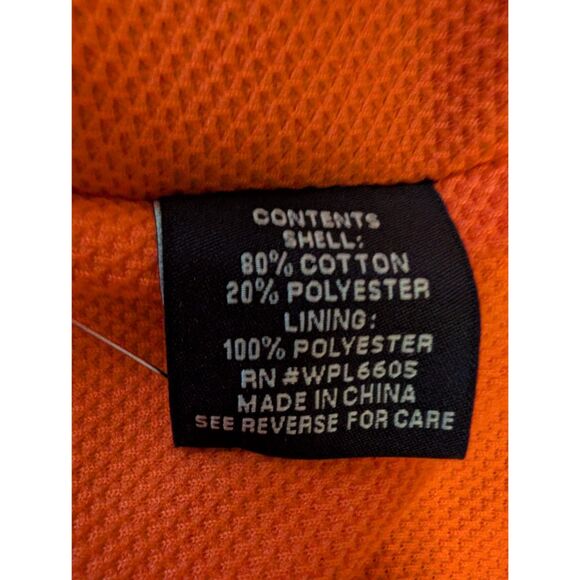 CONTENTS
SHELL:
80% COTTON
20% POLYESTER
LINING:
100% POLYESTER
RN #WPL6605
MADE IN CHINA
SEE REVERSE FOR CARE